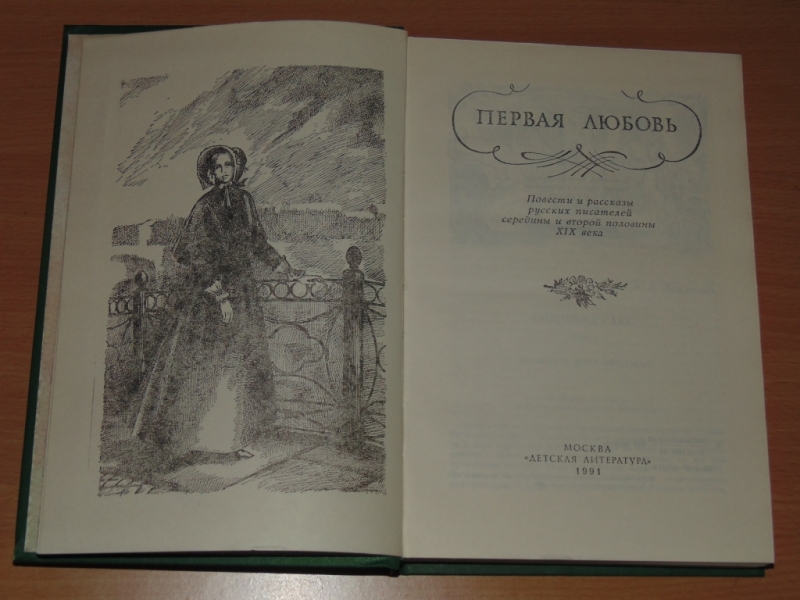 ПЕРВАЯ ЛЮБОВЬ
Повести и рассказы
русских писателей
середины и второй половины
XIX века
МОСКВА
«ДЕТСКАЯ ЛИТЕРАТУРА»
1991